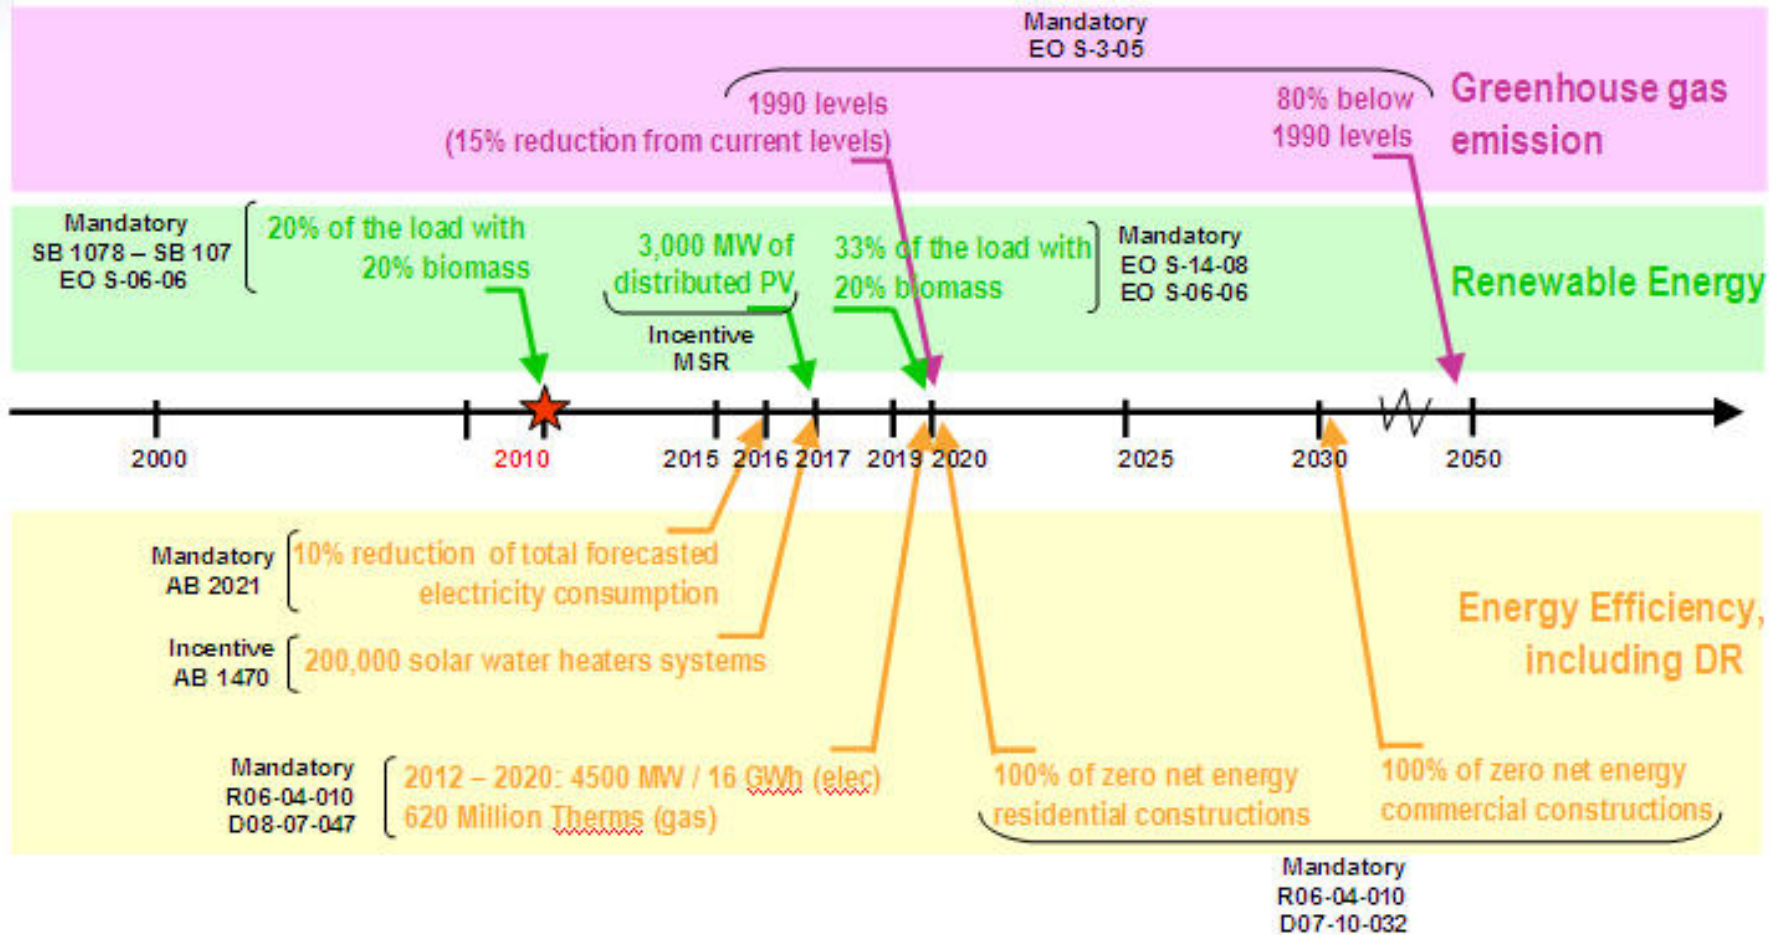 Mandatory
EO S-3-05
1990 levels
(15% reduction from current levels)
80% below
1990 levels
Greenhouse gas
emission
Mandatory
SB 1078 – SB 107
EO S-06-06
20% of the load with
20% biomass
3,000 MW of
distributed PV
Incentive
MSR
33% of the load with
20% biomass
Mandatory
EO S-14-08
EO S-06-06
Renewable Energy
2000 2010 2015 2016 2017 2019 2020 2025 2030 2050
Mandatory
AB 2021
10% reduction of total forecasted
electricity consumption
Incentive
AB 1470
200,000 solar water heaters systems
Energy Efficiency,
including DR
Mandatory
R06-04-010
D08-07-047
2012 – 2020: 4500 MW / 16 GWh (elec)
620 Million Therms (gas)
100% of zero net energy
residential constructions
100% of zero net energy
commercial constructions
Mandatory
R06-04-010
D07-10-032